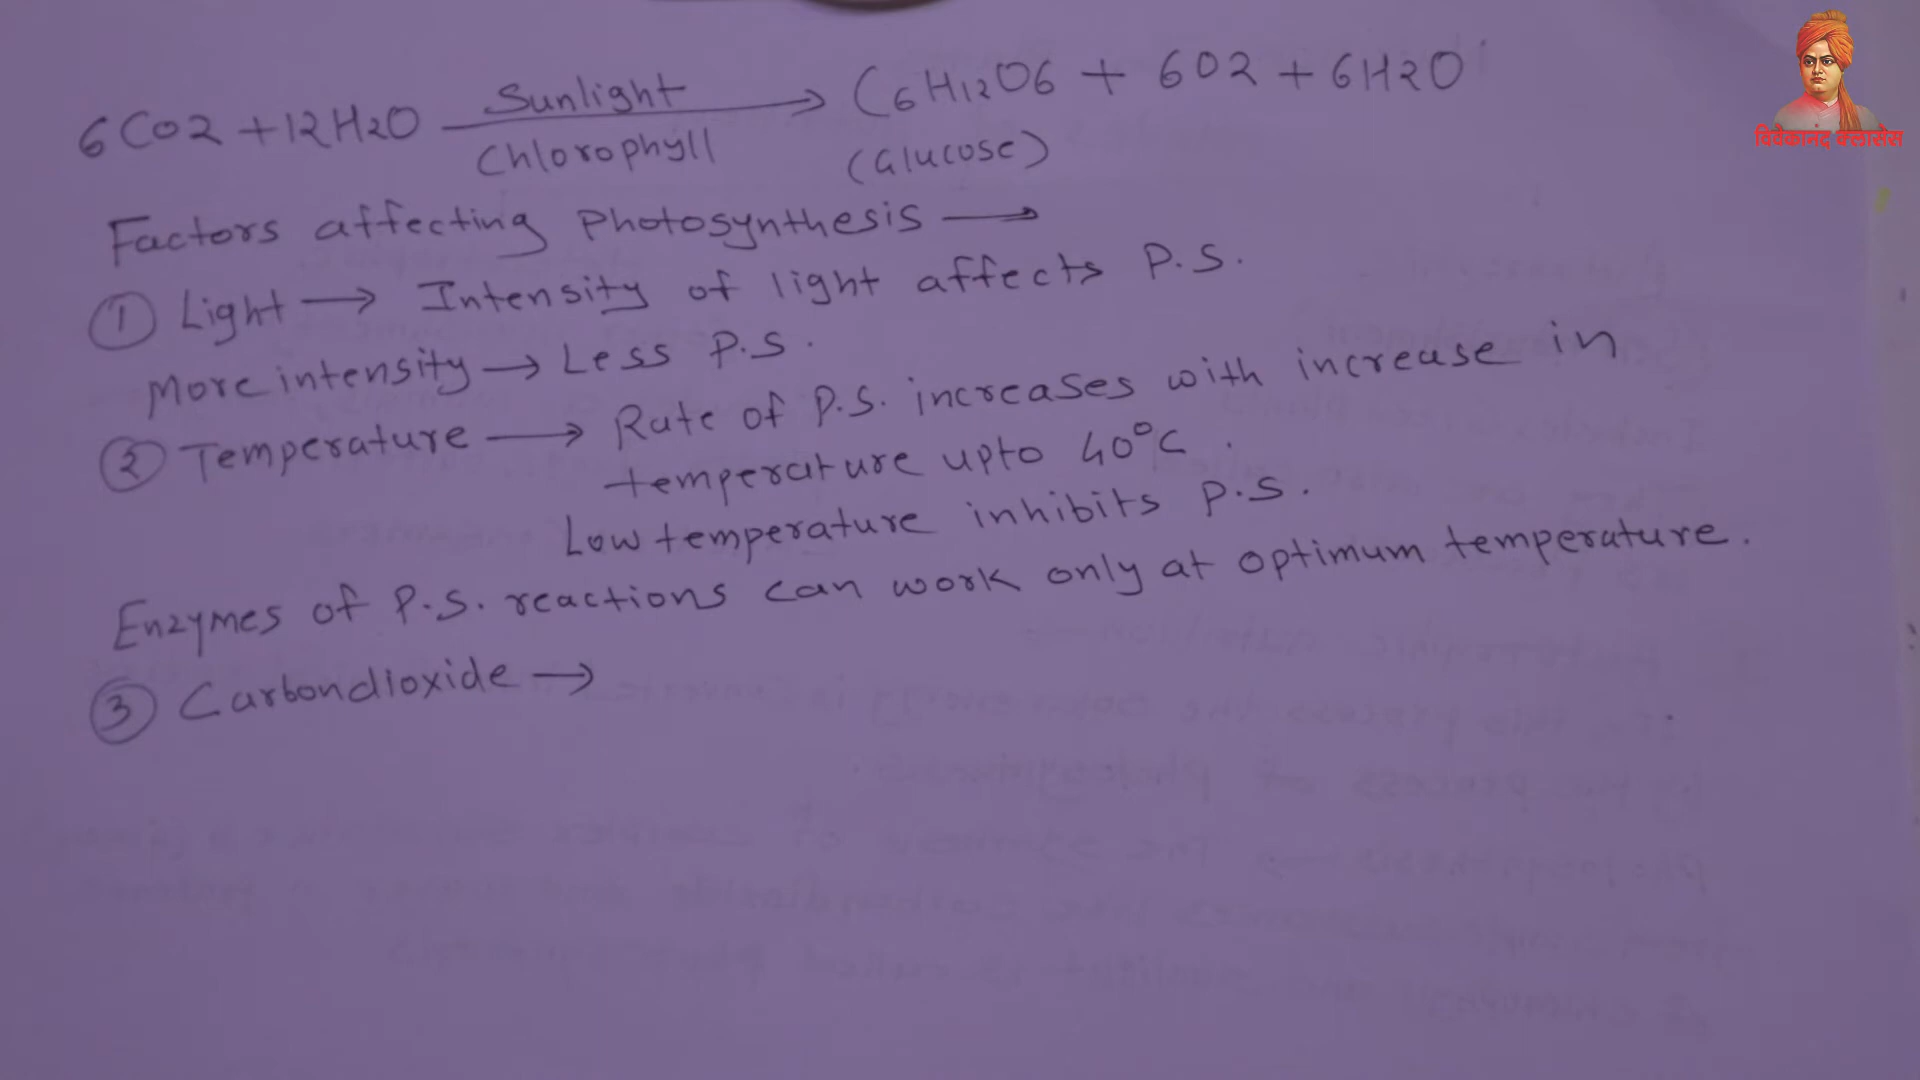 6CO2 + 12H2O Sunlight Chlorophyll → C6H12O6 + 6O2 + 6H2O
(Glucose)
Factors affecting Photosynthesis →
① Light → Intensity of light affects P.S.
More intensity → Less P.S.
② Temperature → Rate of P.S. increases with increase in
temperature upto 40°C.
Low temperature inhibits P.S.
Enzymes of P.S. reactions can work only at optimum temperature.
③ Carbondioxide →
विवेकानंद क्लासेस